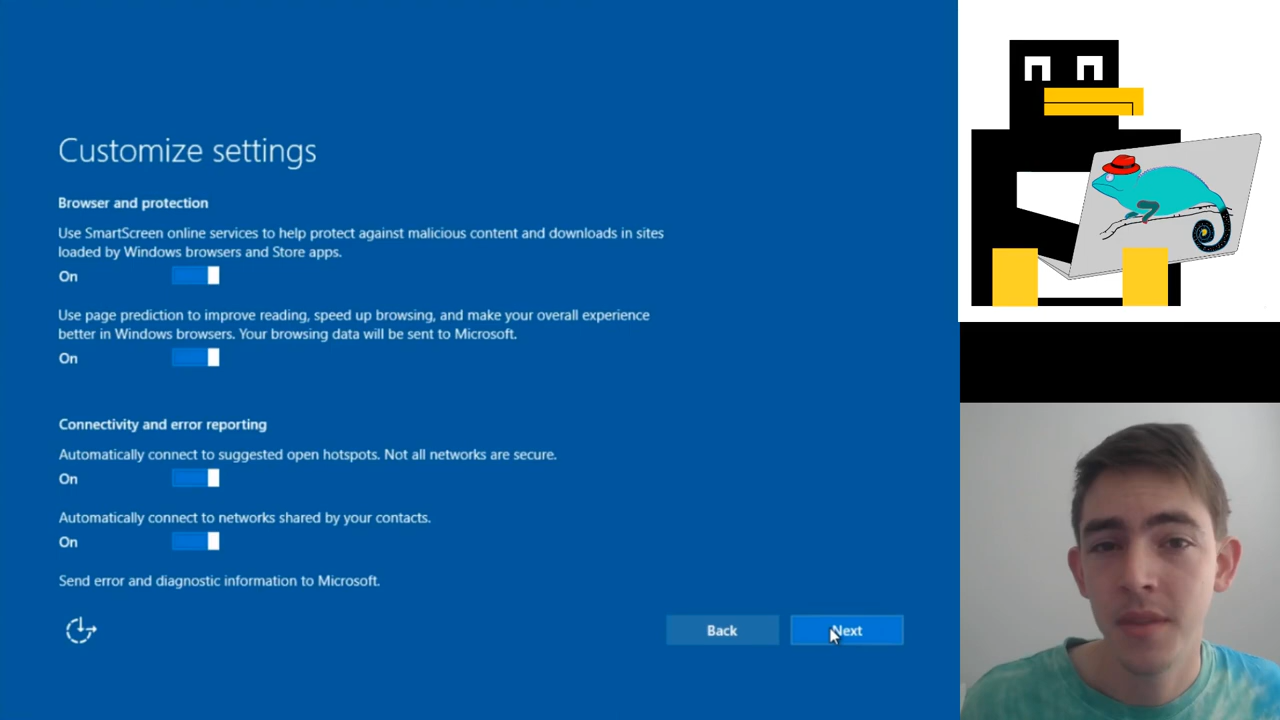 Customize settings
Browser and protection
Use SmartScreen online services to help protect against malicious content and downloads in sites
loaded by Windows browsers and Store apps.
On
Use page prediction to improve reading, speed up browsing, and make your overall experience
better in Windows browsers. Your browsing data will be sent to Microsoft.
On
Connectivity and error reporting
Automatically connect to suggested open hotspots. Not all networks are secure.
On
Automatically connect to networks shared by your contacts.
On
Send error and diagnostic information to Microsoft.
Back
Next